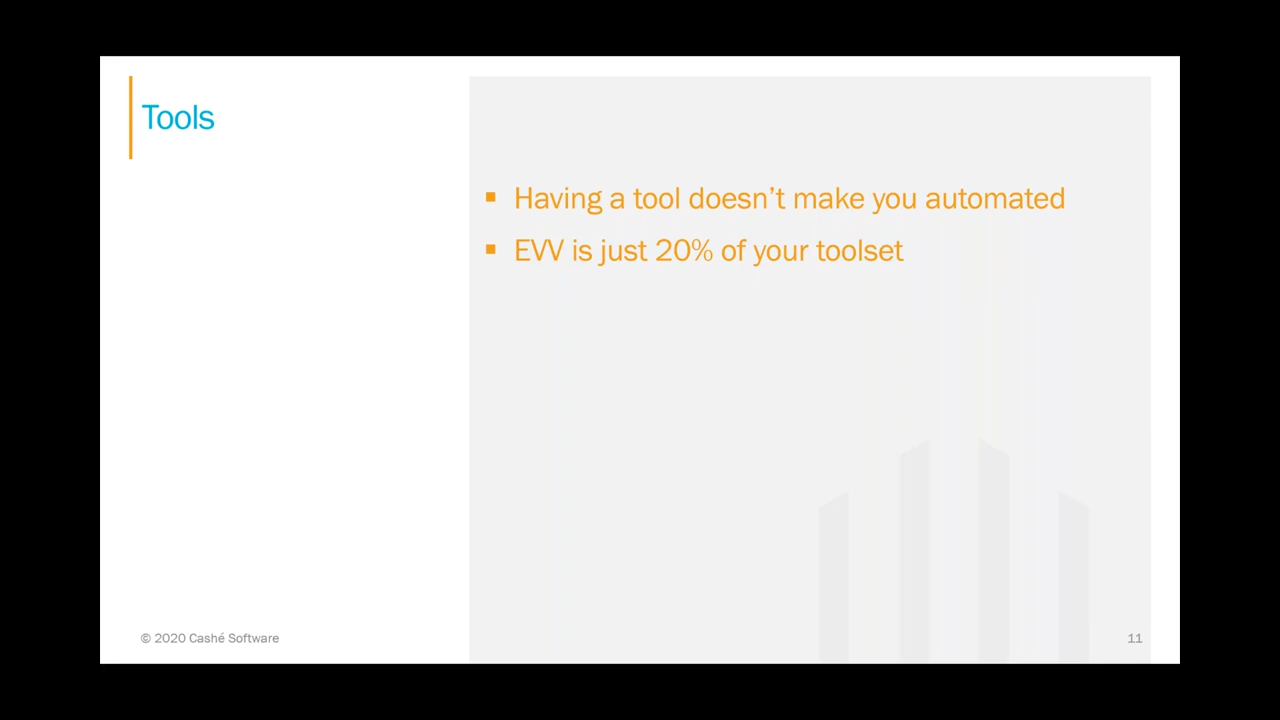 Tools
▪ Having a tool doesn’t make you automated
▪ EVV is just 20% of your toolset
© 2020 Cashé Software
11